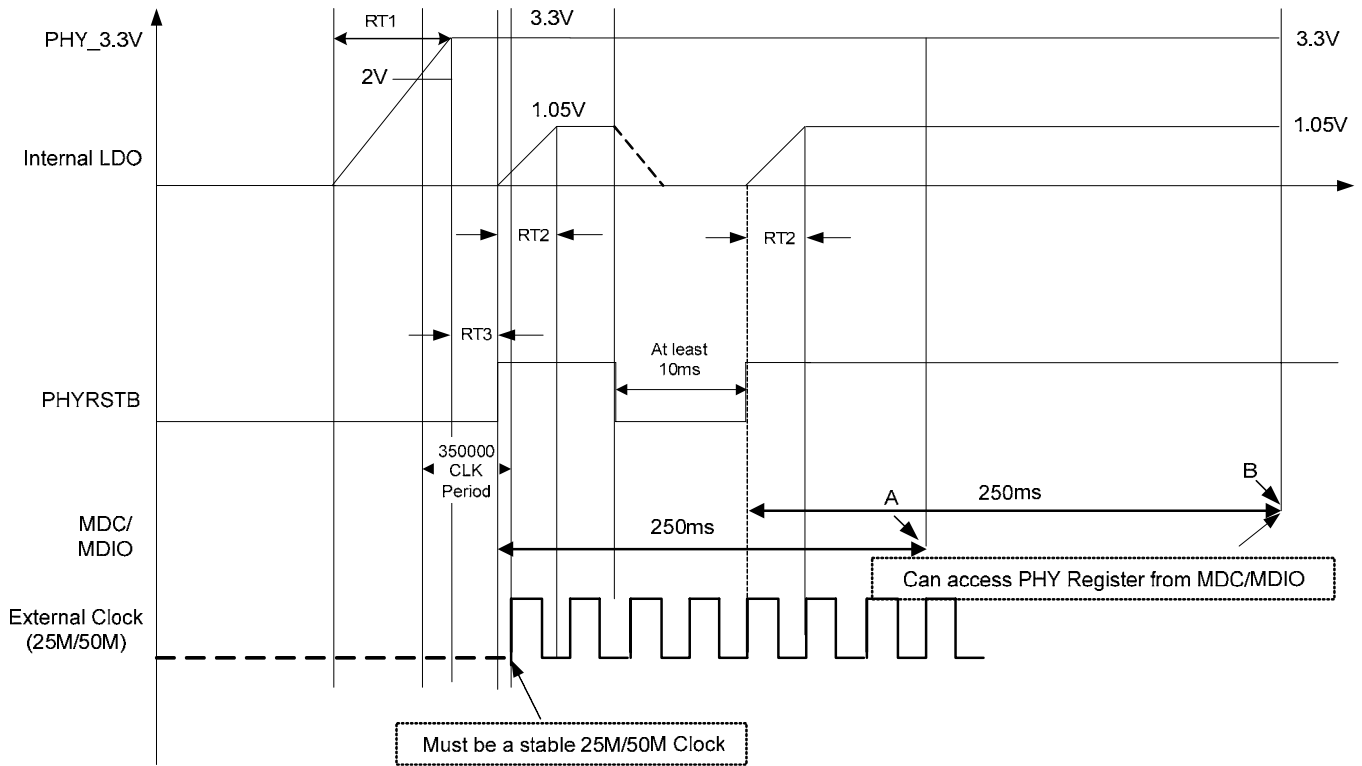 RT1
3.3V
PHY_3.3V
3.3V
2V
1.05V
1.05V
Internal LDO
RT2
RT2
RT3
At least
10ms
PHYRSTB
350000
CLK
Period
B
A
250ms
250ms
MDC/
MDIO
Can access PHY Register from MDC/MDIO
External Clock
(25M/50M)
Must be a stable 25M/50M Clock